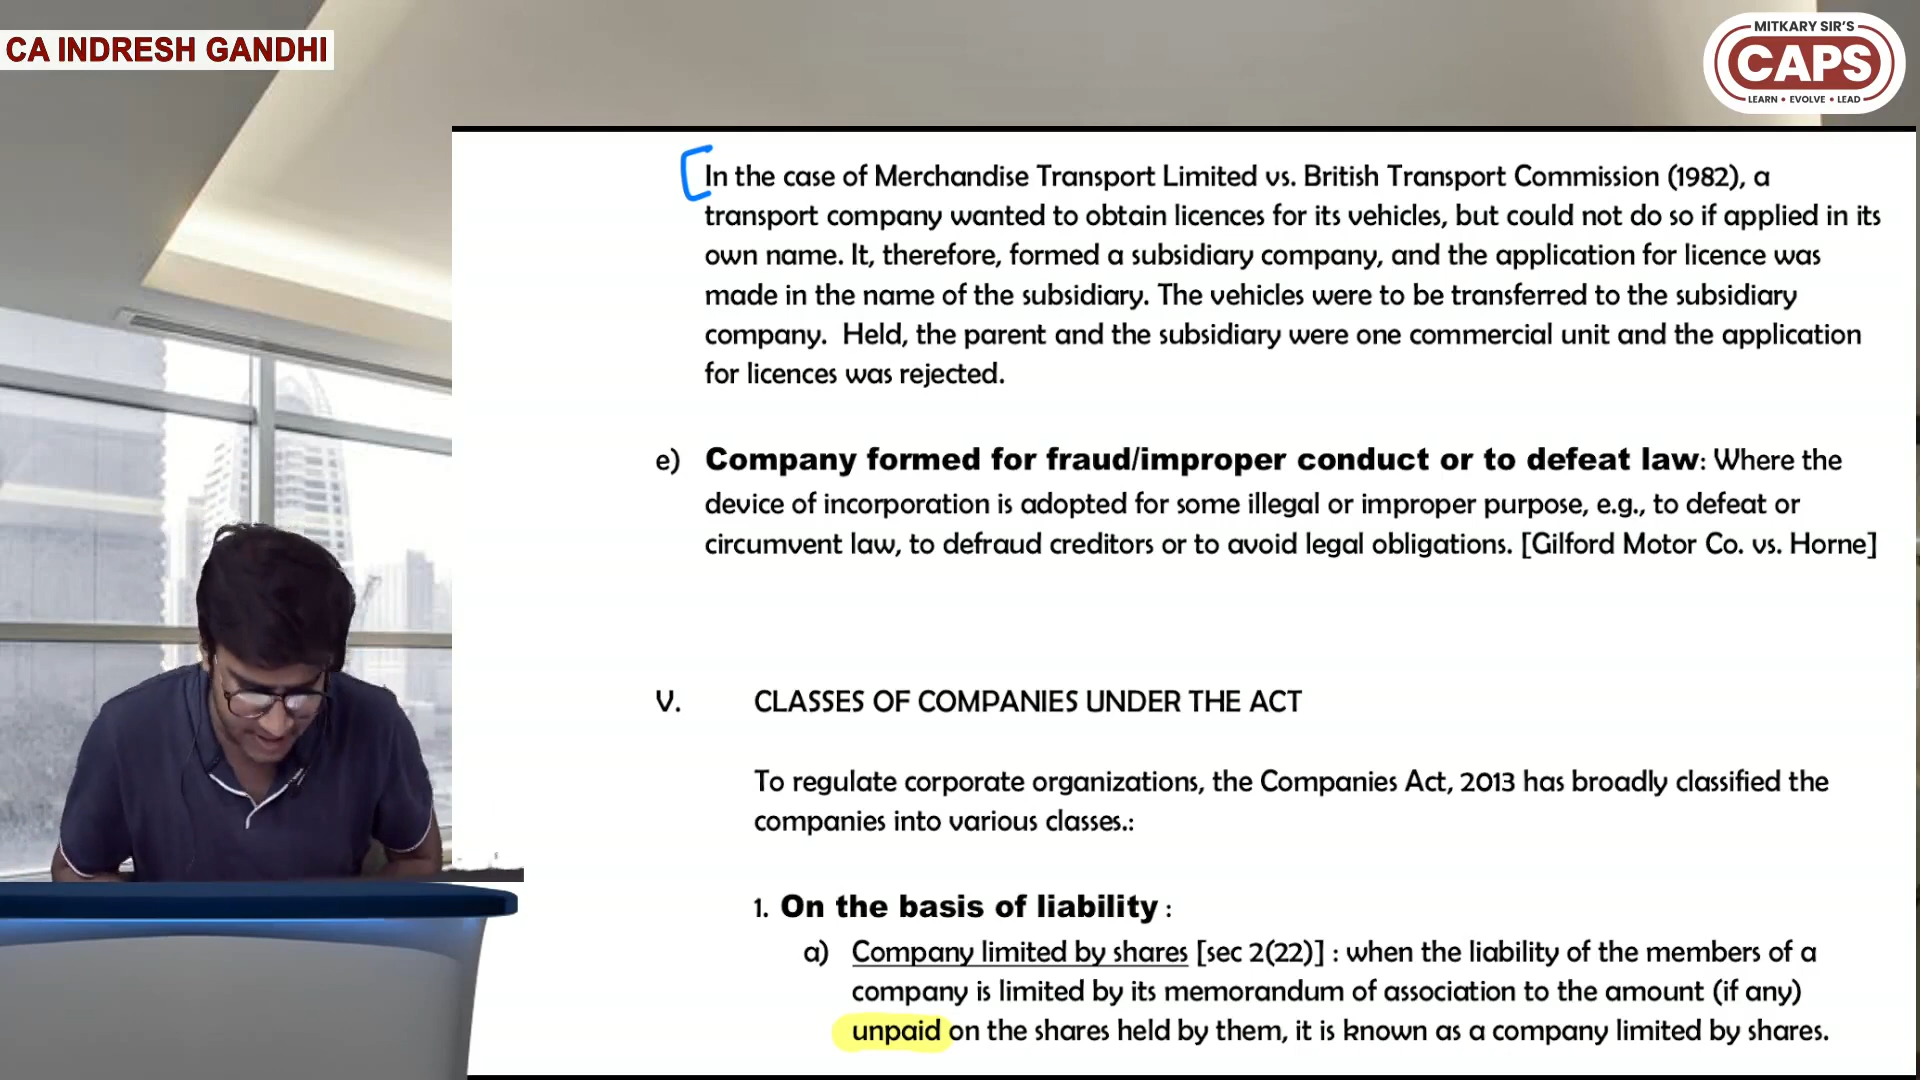 CA INDRESH GANDHI
MITKARY SIR'S
CAPS
LEARN • EVOLVE • LEAD
In the case of Merchandise Transport Limited vs. British Transport Commission (1982), a
transport company wanted to obtain licences for its vehicles, but could not do so if applied in its
own name. It, therefore, formed a subsidiary company, and the application for licence was
made in the name of the subsidiary. The vehicles were to be transferred to the subsidiary
company. Held, the parent and the subsidiary were one commercial unit and the application
for licences was rejected.
e) Company formed for fraud/improper conduct or to defeat law: Where the
device of incorporation is adopted for some illegal or improper purpose, e.g., to defeat or
circumvent law, to defraud creditors or to avoid legal obligations. [Gilford Motor Co. vs. Horne]
V. CLASSES OF COMPANIES UNDER THE ACT
To regulate corporate organizations, the Companies Act, 2013 has broadly classified the
companies into various classes.:
1. On the basis of liability :
a) Company limited by shares [sec 2(22)] : when the liability of the members of a
company is limited by its memorandum of association to the amount (if any)
unpaid on the shares held by them, it is known as a company limited by shares.